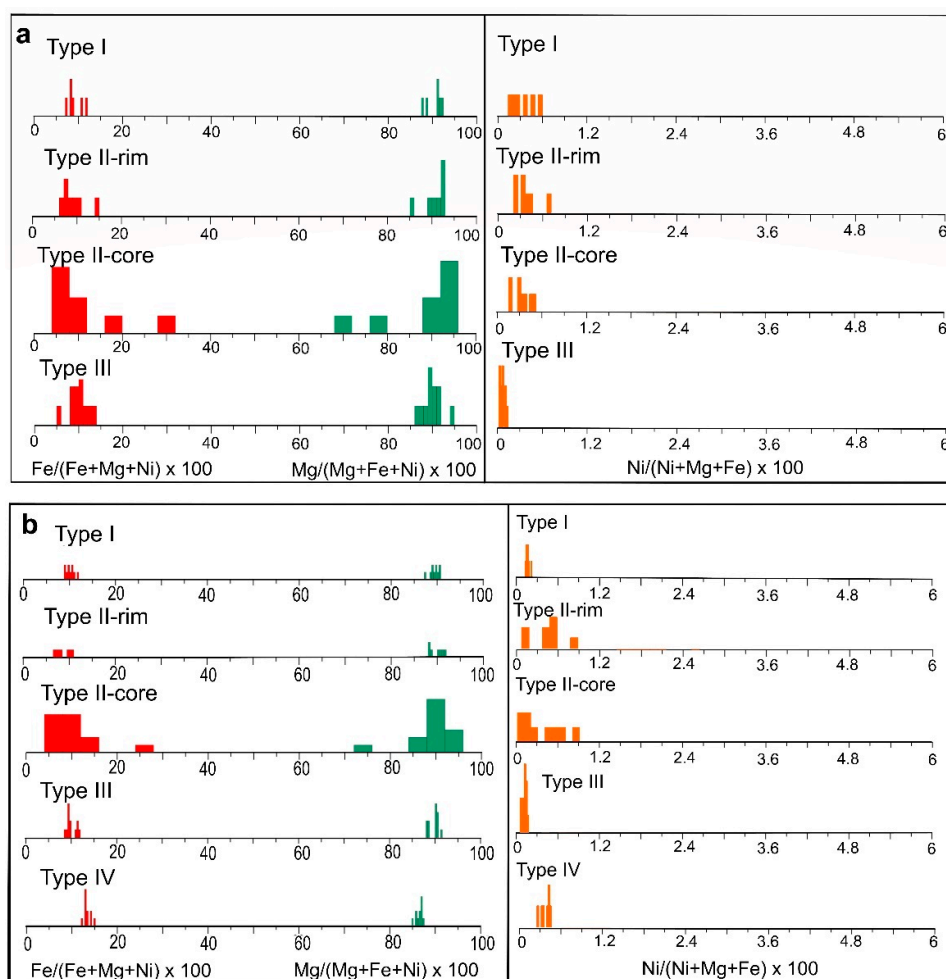 a
Type I
0 20 40 60 80 100
Type II-rim
0 20 40 60 80 100
Type II-core
0 20 40 60 80 100
Type III
0 20 40 60 80 100
Fe/(Fe+Mg+Ni) x 100 Mg/(Mg+Fe+Ni) x 100
Type I
0 1.2 2.4 3.6 4.8 6
Type II-rim
0 1.2 2.4 3.6 4.8 6
Type II-core
0 1.2 2.4 3.6 4.8 6
Type III
0 1.2 2.4 3.6 4.8 6
Ni/(Ni+Mg+Fe) x 100
b
Type I
0 20 40 60 80 100
Type II-rim
0 20 40 60 80 100
Type II-core
0 20 40 60 80 100
Type III
0 20 40 60 80 100
Type IV
0 20 40 60 80 100
Fe/(Fe+Mg+Ni) x 100 Mg/(Mg+Fe+Ni) x 100
Type I
0 1.2 2.4 3.6 4.8 6
Type II-rim
0 1.2 2.4 3.6 4.8 6
Type II-core
0 1.2 2.4 3.6 4.8 6
Type III
0 1.2 2.4 3.6 4.8 6
Type IV
0 1.2 2.4 3.6 4.8 6
Ni/(Ni+Mg+Fe) x 100